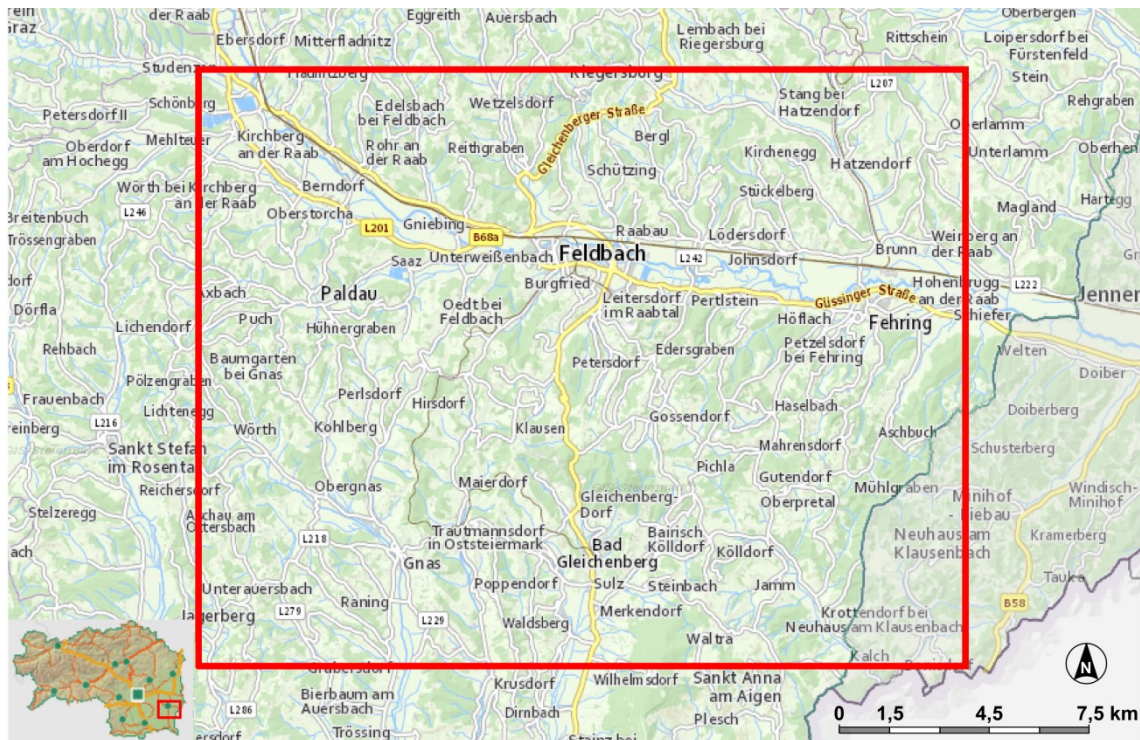 der Raab
Eggreith
Auersbach
Graz
Ebersdorf
Mitterfladnitz
Lembach bei
Riegersburg
Rittschein
Oberbergen
Loipersdorf bei
Fürstenfeld
Studenzen
Fladnitzberg
Riegersburg
L207
Stein
Schönberg
Edelsbach
bei Feldbach
Wetzelsdorf
Gleichenberger Straße
Stang bei
Hatzendorf
Rehgraben
Petersdorf II
Mehlteuer
Kirchberg
an der Raab
Rohr an
der Raab
Reithgraben
Bergl
Oberlamm
Oberdorf
am Hochegg
Kirchenegg
Hatzendorf
Unterlamm
Schützing
Wörth bei Kirchberg
an der Raab
Berndorf
Stückelberg
Hartegg
Breitenbuch
L246
Oberstorcha
Gniebing
Magland
Trössengraben
L201
B68a
Raabau
Lödersdorf
Brunn
Weinberg an
der Raab
Saaz
Unterweißenbach
Feldbach
L242
Johnsdorf
Burgfried
Hohenbrugg
an der Raab
L222
Jenner
Axbach
Paldau
Oedt bei
Feldbach
Leitersdorf
im Raabtal
Pertlstein
Güssinger Straße
Dörfla
Lichendorf
Puch
Hühnergraben
Höflach
Fehring
Schiefer
Rehbach
Baumgarten
bei Gnas
Petersdorf
Edersgraben
Petzelsdorf
bei Fehring
Welten
Pölzengraben
Perlsdorf
Doiber
Frauenbach
Lichtenegg
Hirsdorf
Haselbach
Doiberberg
L216
Wörth
Kohlberg
Klausen
Gossendorf
Aschbuch
Sankt Stefan
im Rosental
Mahrensdorf
Schusterberg
Reichersdorf
Obergnas
Maierdorf
Pichla
Gutendorf
Mühlgraben
Windisch-
Minihof
Stelzeregg
Aschau am
Ottersbach
Gleichenberg-
Dorf
Oberpretal
Minihof
- Liebau
L218
Trautmannsdorf
in Oststeiermark
Bairisch
Kölldorf
Neuhaus am
Klausenbach
Kramerberg
Gnas
Bad
Gleichenberg
Kölldorf
Unterauersbach
Poppendorf
Sulz
Steinbach
Jamm
Tauka
Jagerberg
L279
Raning
Merkendorf
B58
L229
Waldsberg
Krottendorf bei
Neuhaus am Klausenbach
Waltra
Kalch
Grubersdorf
Bonisdorf
Bierbaum am
Auersbach
Krusdorf
Wilhelmsdorf
Sankt Anna
am Aigen
N
L286
Dirnbach
Plesch
Trössing
Stainz bei
0 1,5 4,5 7,5 km